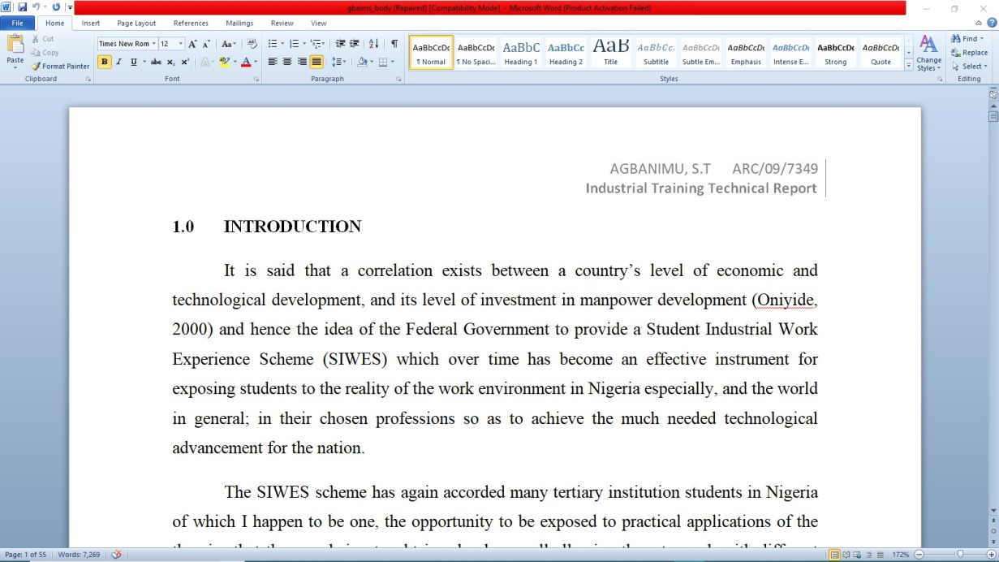 gbaims_body (Repaired) [Compatibility Mode] - Microsoft Word (Product Activation Failed)
File Home Insert Page Layout References Mailings Review View
Paste
Cut
Copy
Format Painter
Clipboard
Times New Rom 12
Font
Paragraph
AaBbCcDc AaBbCcDc AaBbC AaBbCc AaB AaBbCc. AaBbCcDı AaBbCcDı AaBbCcDı AaBbCcDc AaBbCcDı
¶ Normal ¶ No Spaci... Heading 1 Heading 2 Title Subtitle Subtle Em... Emphasis Intense E... Strong Quote
Styles
Change Styles
Find
Replace
Select
Editing
AGBANIMU, S.T ARC/09/7349
Industrial Training Technical Report
1.0 INTRODUCTION
It is said that a correlation exists between a country’s level of economic and
technological development, and its level of investment in manpower development (Oniyide,
2000) and hence the idea of the Federal Government to provide a Student Industrial Work
Experience Scheme (SIWES) which over time has become an effective instrument for
exposing students to the reality of the work environment in Nigeria especially, and the world
in general; in their chosen professions so as to achieve the much needed technological
advancement for the nation.
The SIWES scheme has again accorded many tertiary institution students in Nigeria
of which I happen to be one, the opportunity to be exposed to practical applications of the
Page: 1 of 55 Words: 7,269 172%